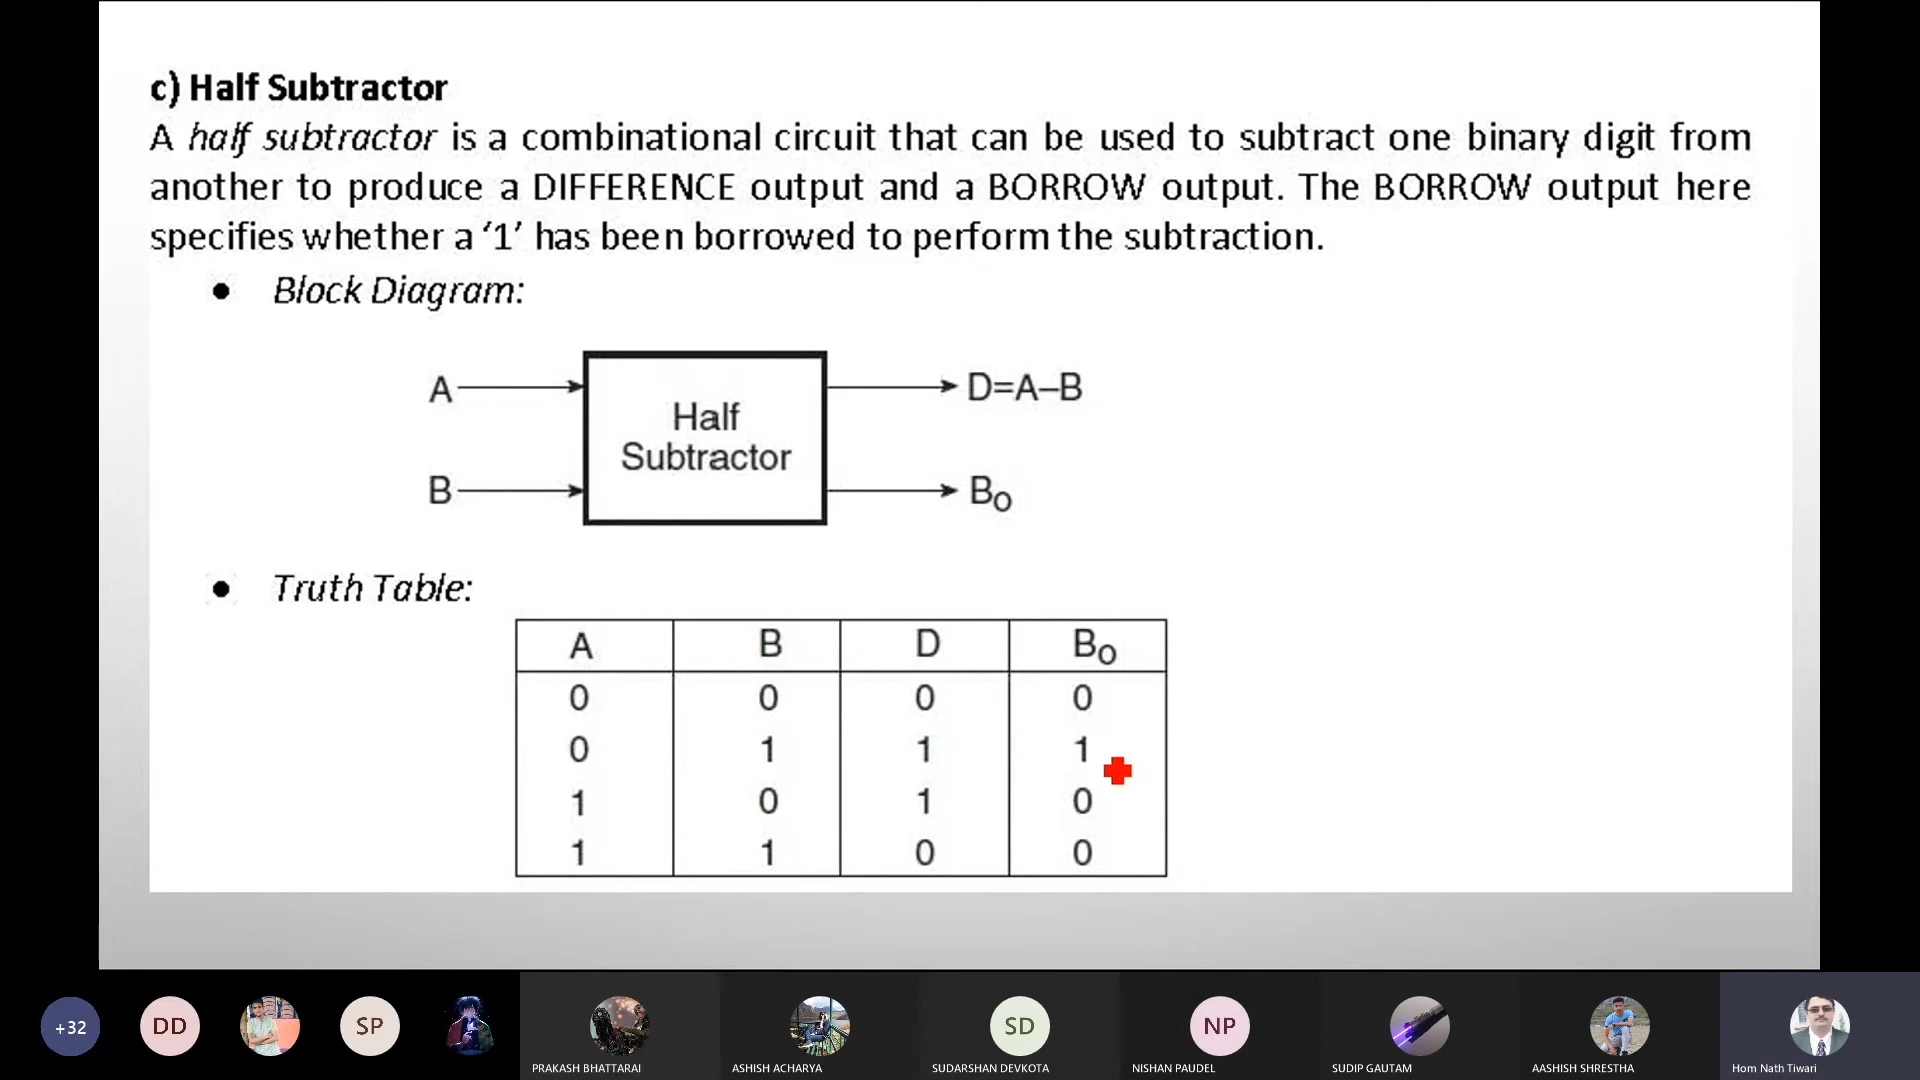 c) Half Subtractor
A half subtractor is a combinational circuit that can be used to subtract one binary digit from
another to produce a DIFFERENCE output and a BORROW output. The BORROW output here
specifies whether a ‘1’ has been borrowed to perform the subtraction.
● Block Diagram:
A
Half
Subtractor
D=A–B
B
BO
● Truth Table:
A B D BO
0 0 0 0
0 1 1 1
1 0 1 0
1 1 0 0
+32
DD
SP
SD
NP
PRAKASH BHATTARAI
ASHISH ACHARYA
SUDARSHAN DEVKOTA
NISHAN PAUDEL
SUDIP GAUTAM
AASHISH SHRESTHA
Hom Nath Tiwari